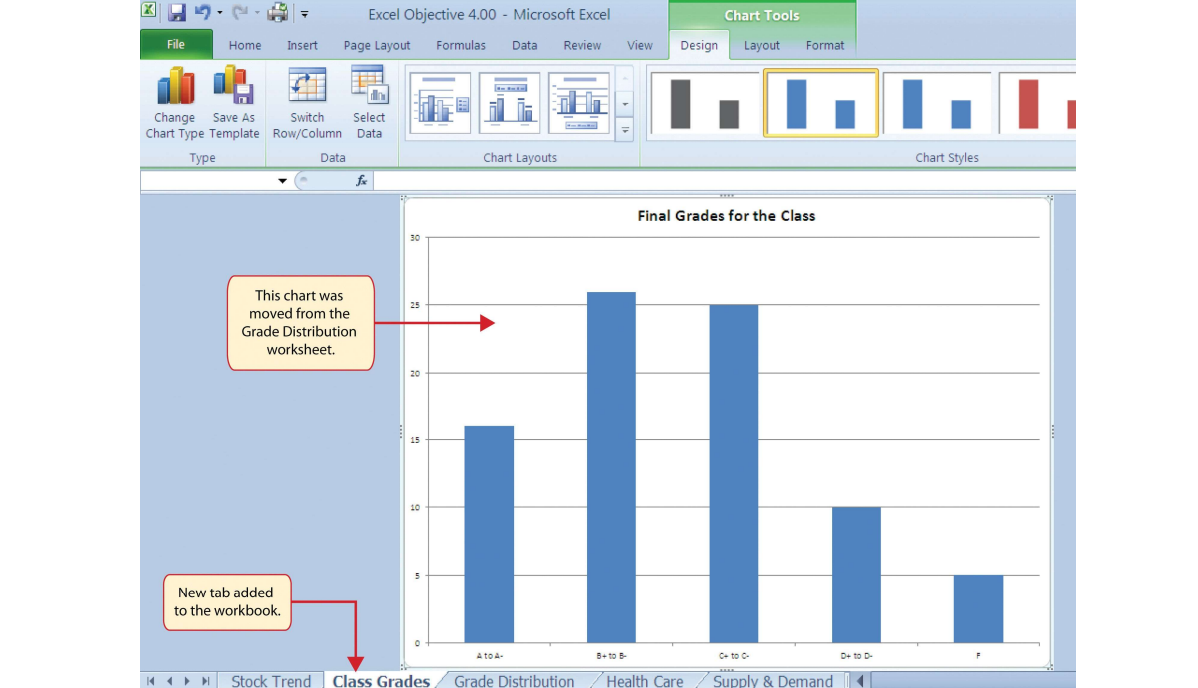 Excel Objective 4.00 - Microsoft Excel
Chart Tools
File Home Insert Page Layout Formulas Data Review View Design Layout Format
Change Chart Type
Save As Template
Switch Row/Column
Select Data
Type Data Chart Layouts Chart Styles
fx
Final Grades for the Class
30
25
20
15
10
5
0
A to A- B+ to B- C+ to C- D+ to D- F
This chart was
moved from the
Grade Distribution
worksheet.
New tab added
to the workbook.
Stock Trend Class Grades Grade Distribution Health Care Supply & Demand